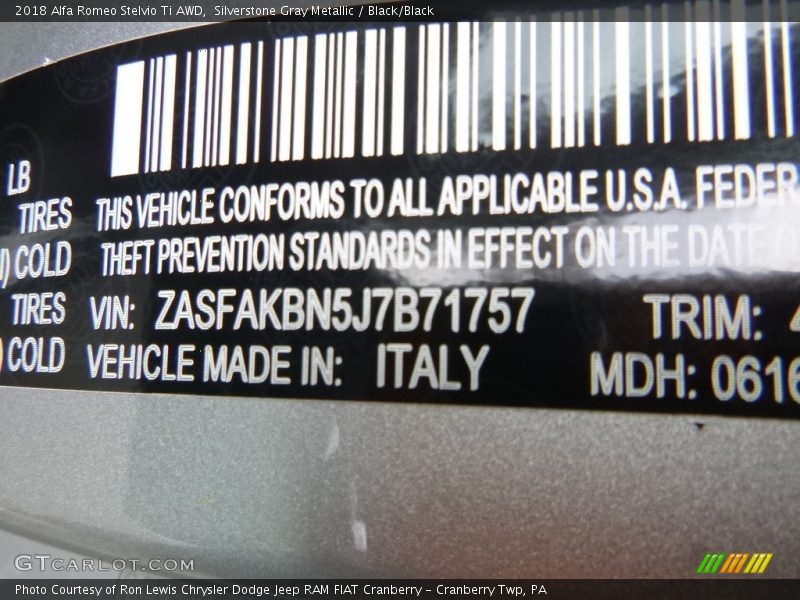 2018 Alfa Romeo Stelvio Ti AWD, Silverstone Gray Metallic / Black/Black
LB
TIRES THIS VEHICLE CONFORMS TO ALL APPLICABLE U.S.A. FEDER
) COLD THEFT PREVENTION STANDARDS IN EFFECT ON THE DATE
TIRES VIN: ZASFAKBN5J7B71757 TRIM: 4
) COLD VEHICLE MADE IN: ITALY MDH: 0616
GTCARLOT.COM
Photo Courtesy of Ron Lewis Chrysler Dodge Jeep RAM FIAT Cranberry – Cranberry Twp, PA